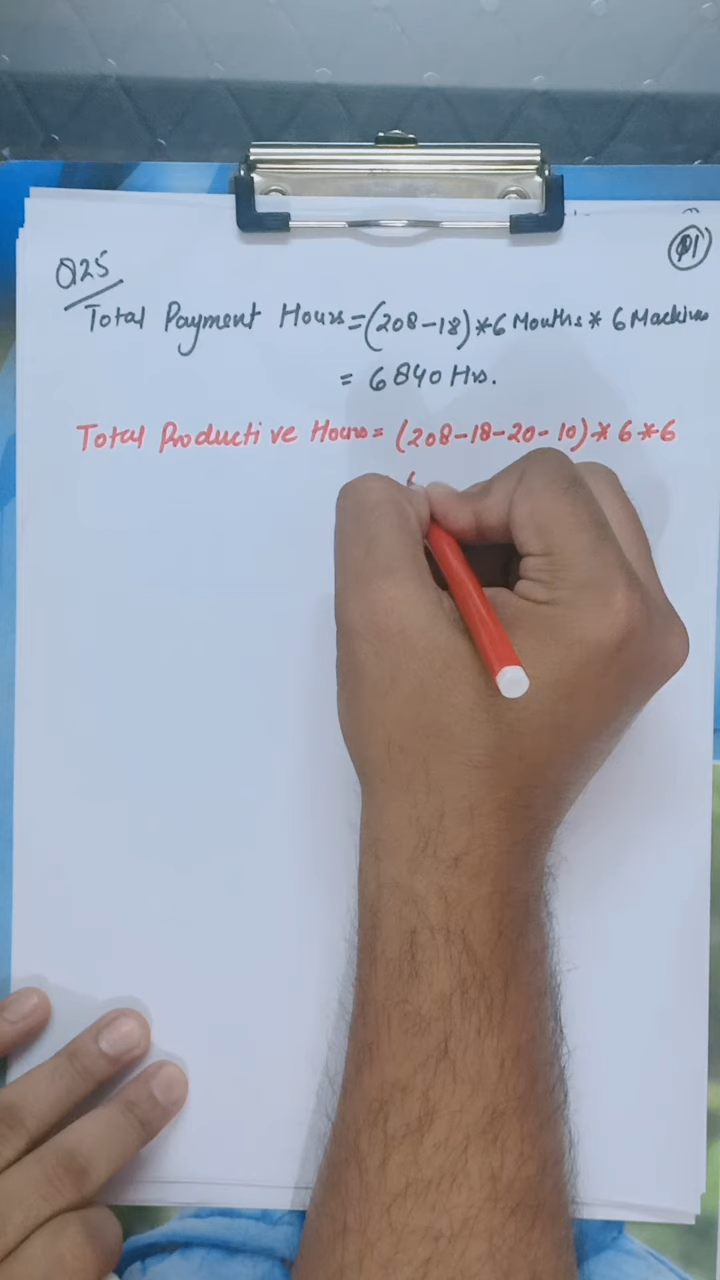 Q25
P1
Total Payment Hours = (208-18)*6 Months * 6 Machines
= 6840 Hrs.
Total Productive Hours = (208-18-20-10)*6*6